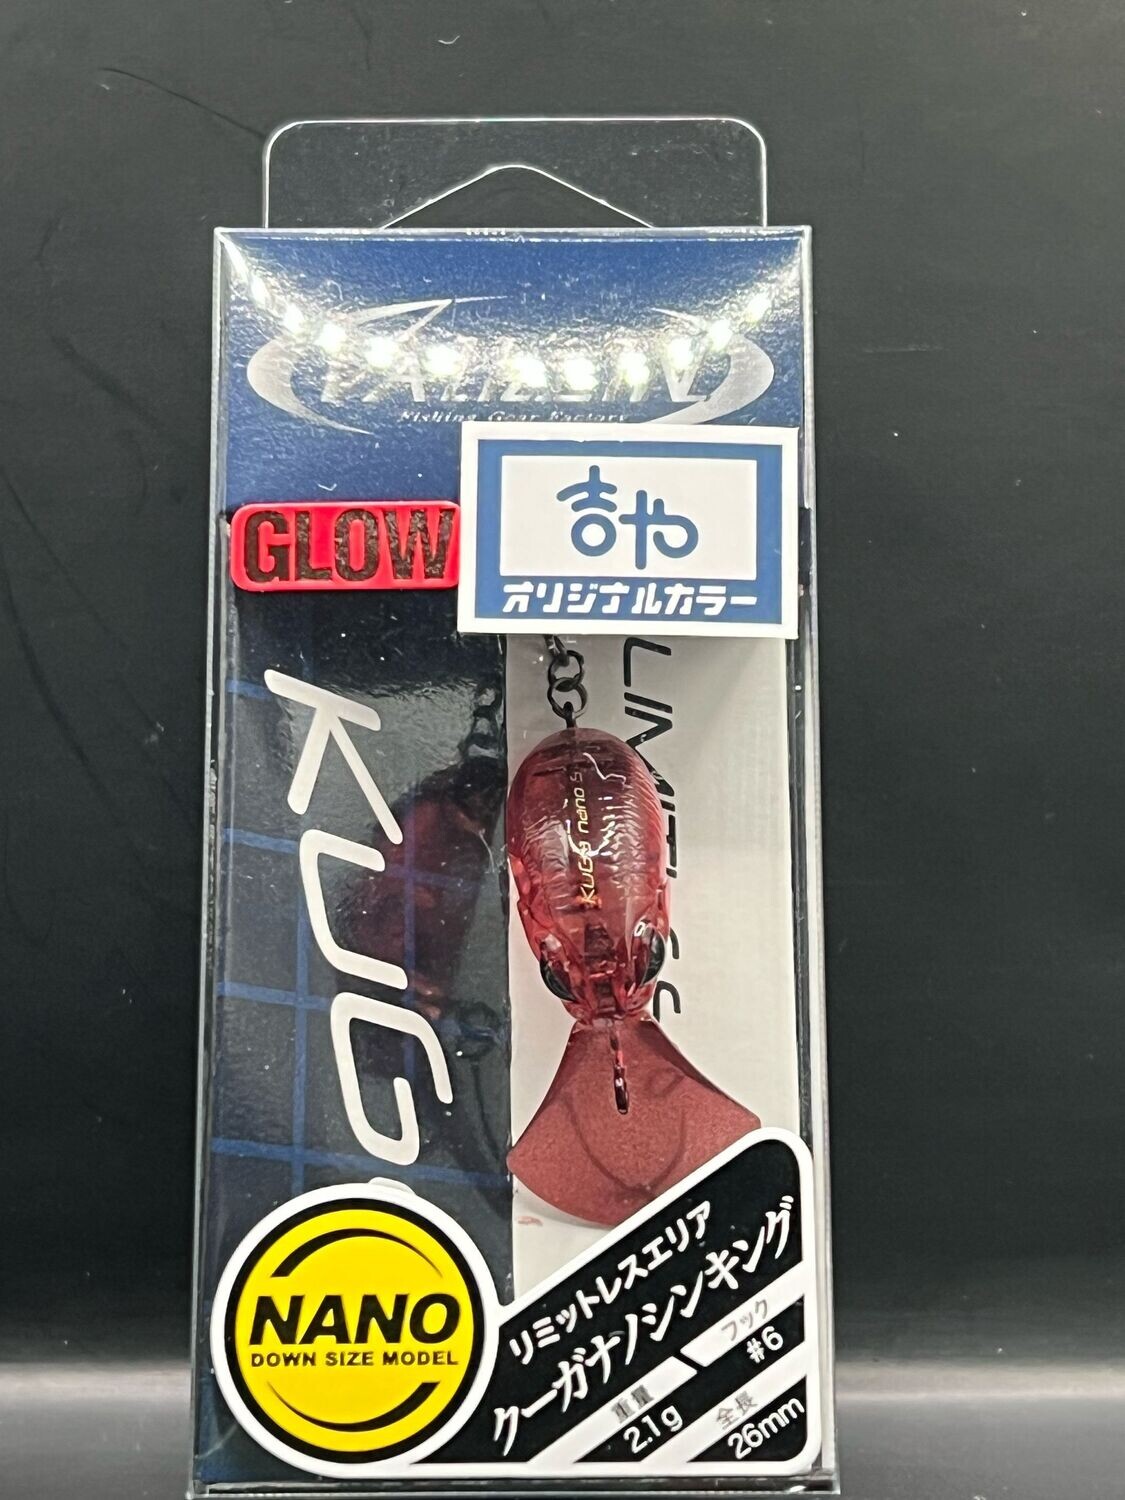 VALKEIN
Fishing Gear Factory
吉や
オリジナルカラー
GLOW
KUGA
KUGA nano S
NANO
DOWN SIZE MODEL
リミットレスエリア
クーガナノシンキング
フック
#6
重量
2.1g
全長
26mm